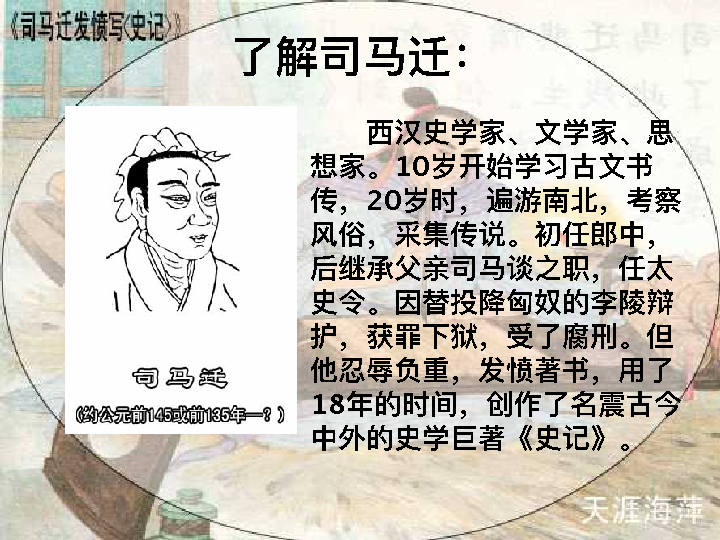 《司马迁发愤写《史记》》
了解司马迁：
西汉史学家、文学家、思
想家。10岁开始学习古文书
传，20岁时，遍游南北，考察
风俗，采集传说。初任郎中，
后继承父亲司马谈之职，任太
史令。因替投降匈奴的李陵辩
护，获罪下狱，受了腐刑。但
他忍辱负重，发愤著书，用了
18年的时间，创作了名震古今
中外的史学巨著《史记》。
司马迁
（约公元前145或前135年—？）
天涯海萍